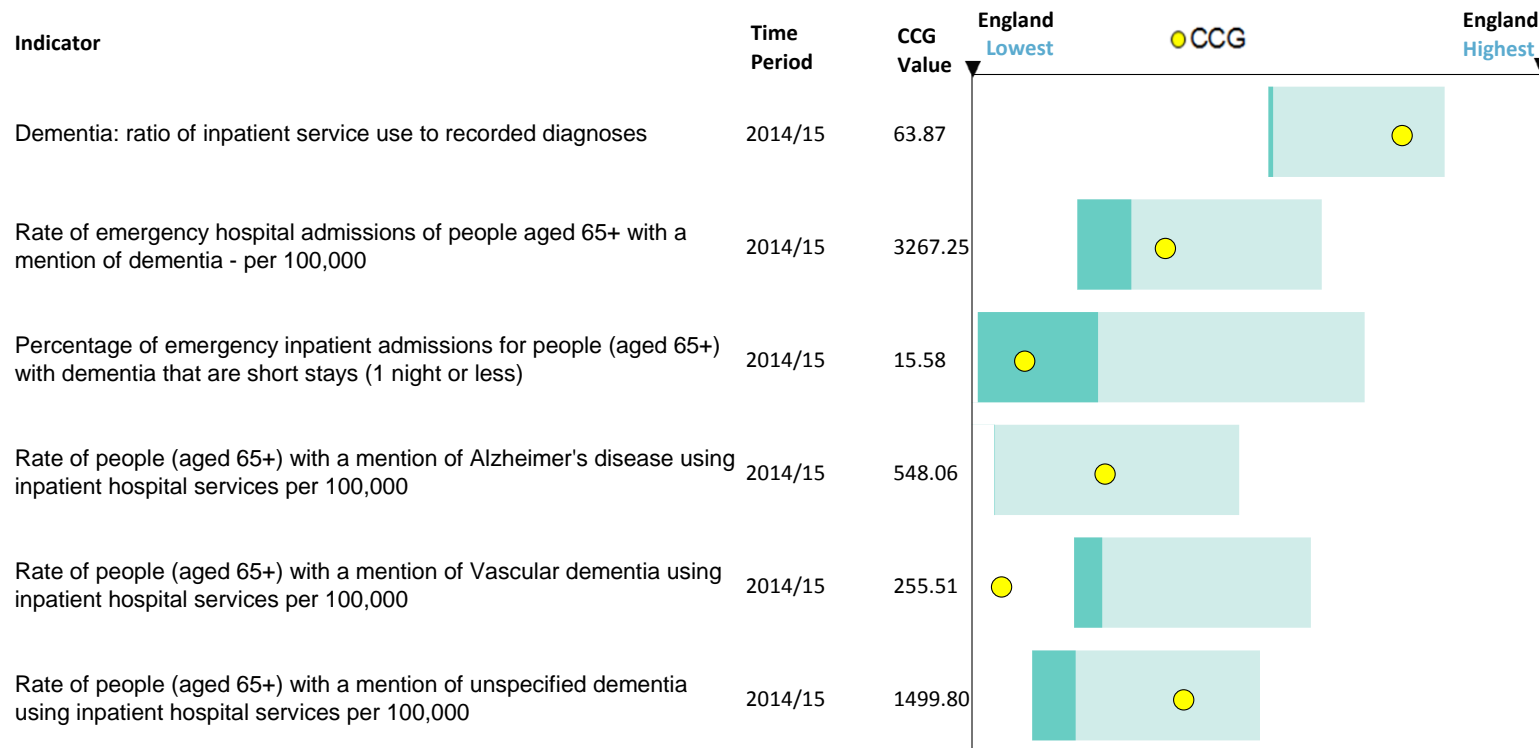 Indicator
Time
Period
CCG
Value
England
Lowest
CCG
England
Highest
Dementia: ratio of inpatient service use to recorded diagnoses
2014/15
63.87
Rate of emergency hospital admissions of people aged 65+ with a
mention of dementia - per 100,000
2014/15
3267.25
Percentage of emergency inpatient admissions for people (aged 65+)
with dementia that are short stays (1 night or less)
2014/15
15.58
Rate of people (aged 65+) with a mention of Alzheimer's disease using
inpatient hospital services per 100,000
2014/15
548.06
Rate of people (aged 65+) with a mention of Vascular dementia using
inpatient hospital services per 100,000
2014/15
255.51
Rate of people (aged 65+) with a mention of unspecified dementia
using inpatient hospital services per 100,000
2014/15
1499.80